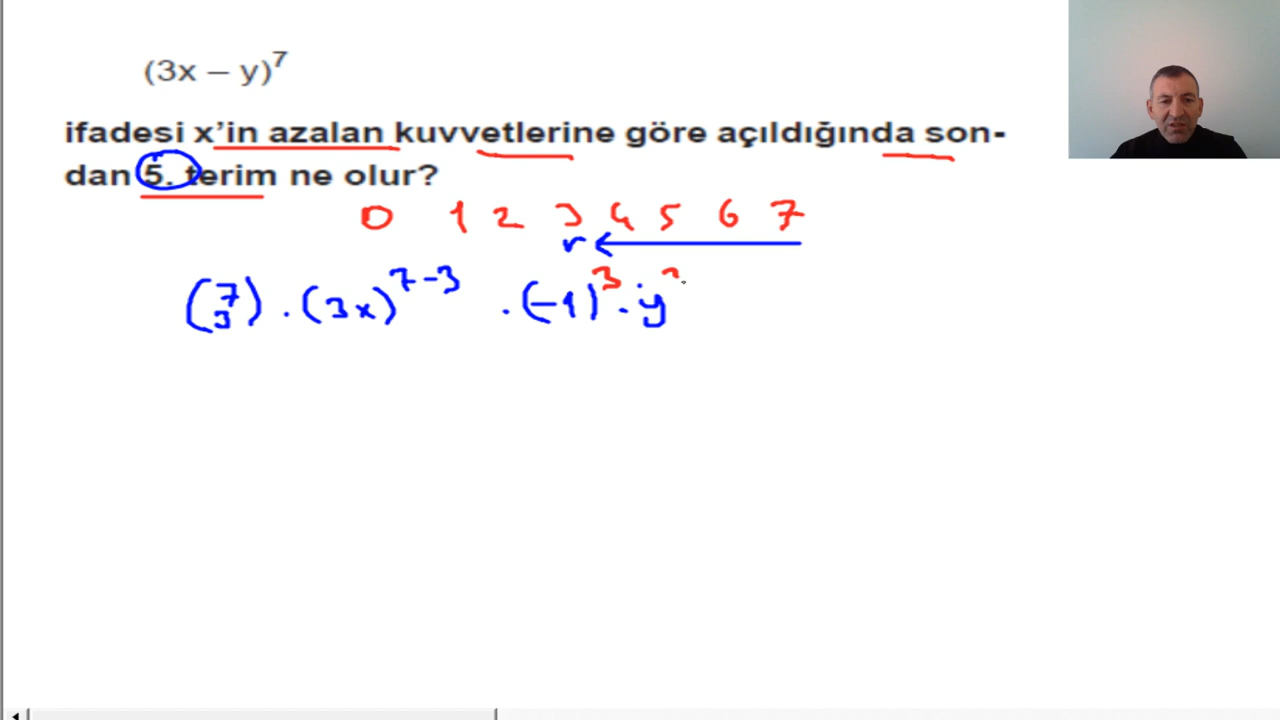 (3x – y)⁷
ifadesi x'in azalan kuvvetlerine göre açıldığında son-
dan 5. terim ne olur?
0 1 2 3 4 5 6 7
r
(7 3) . (3x)⁷⁻³ . (-1)³ . y